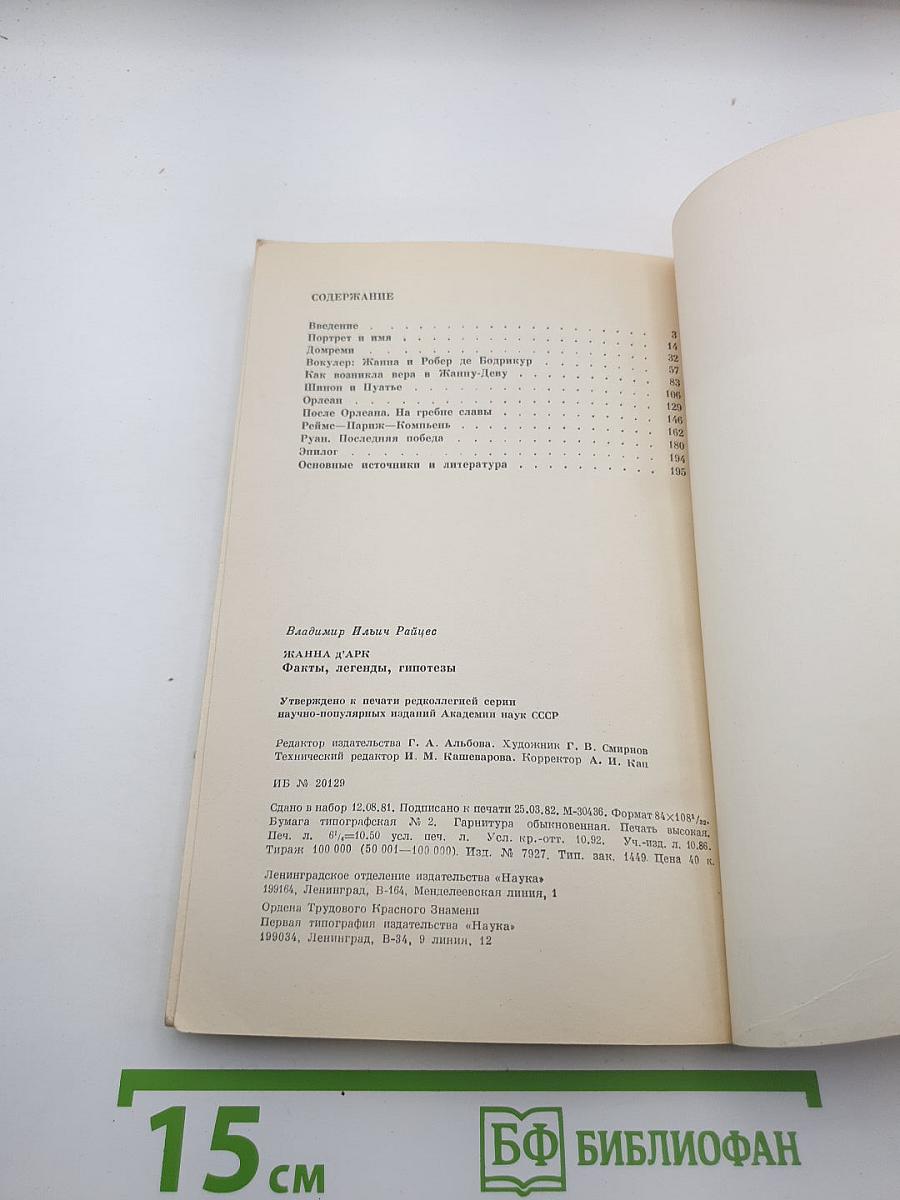 СОДЕРЖАНИЕ
Введение . . . . . . . . . . . . . . . . . 3
Портрет и имя . . . . . . . . . . . . . . . 14
Домреми . . . . . . . . . . . . . . . . . 32
Вокулер: Жанна и Робер де Бодрикур . . . . . . 57
Как возникла вера в Жанну-Деву . . . . . . . 83
Шинон и Пуатье . . . . . . . . . . . . . . 106
Орлеан . . . . . . . . . . . . . . . . . 129
После Орлеана. На гребне славы . . . . . . . . 146
Реймс—Париж—Компьень . . . . . . . . . . 162
Руан. Последняя победа . . . . . . . . . . 180
Эпилог . . . . . . . . . . . . . . . . . 194
Основные источники и литература . . . . . . . 195
Владимир Ильич Райцес
ЖАННА д'АРК
Факты, легенды, гипотезы
Утверждено к печати редколлегией серии
научно-популярных изданий Академии наук СССР
Редактор издательства Г. А. Альбова. Художник Г. В. Смирнов
Технический редактор И. М. Кашеварова. Корректор А. И. Кац
ИБ № 20129
Сдано в набор 12.08.81. Подписано к печати 25.03.82. М-30436. Формат 84×108¹/₃₂.
Бумага типографская № 2. Гарнитура обыкновенная. Печать высокая.
Печ. л. =10.50 усл. печ. л. Усл. кр.-отт. 10.92. Уч.-изд. л. 10.86.
Тираж 100 000 (50 001—100 000). Изд. № 7927. Тип. зак. 1449. Цена 40 к.
Ленинградское отделение издательства «Наука»
199164, Ленинград, В-164, Менделеевская линия, 1
Ордена Трудового Красного Знамени
Первая типография издательства «Наука»
199034, Ленинград, В-34, 9 линия, 12
15 см
БФ БИБЛИОФАН